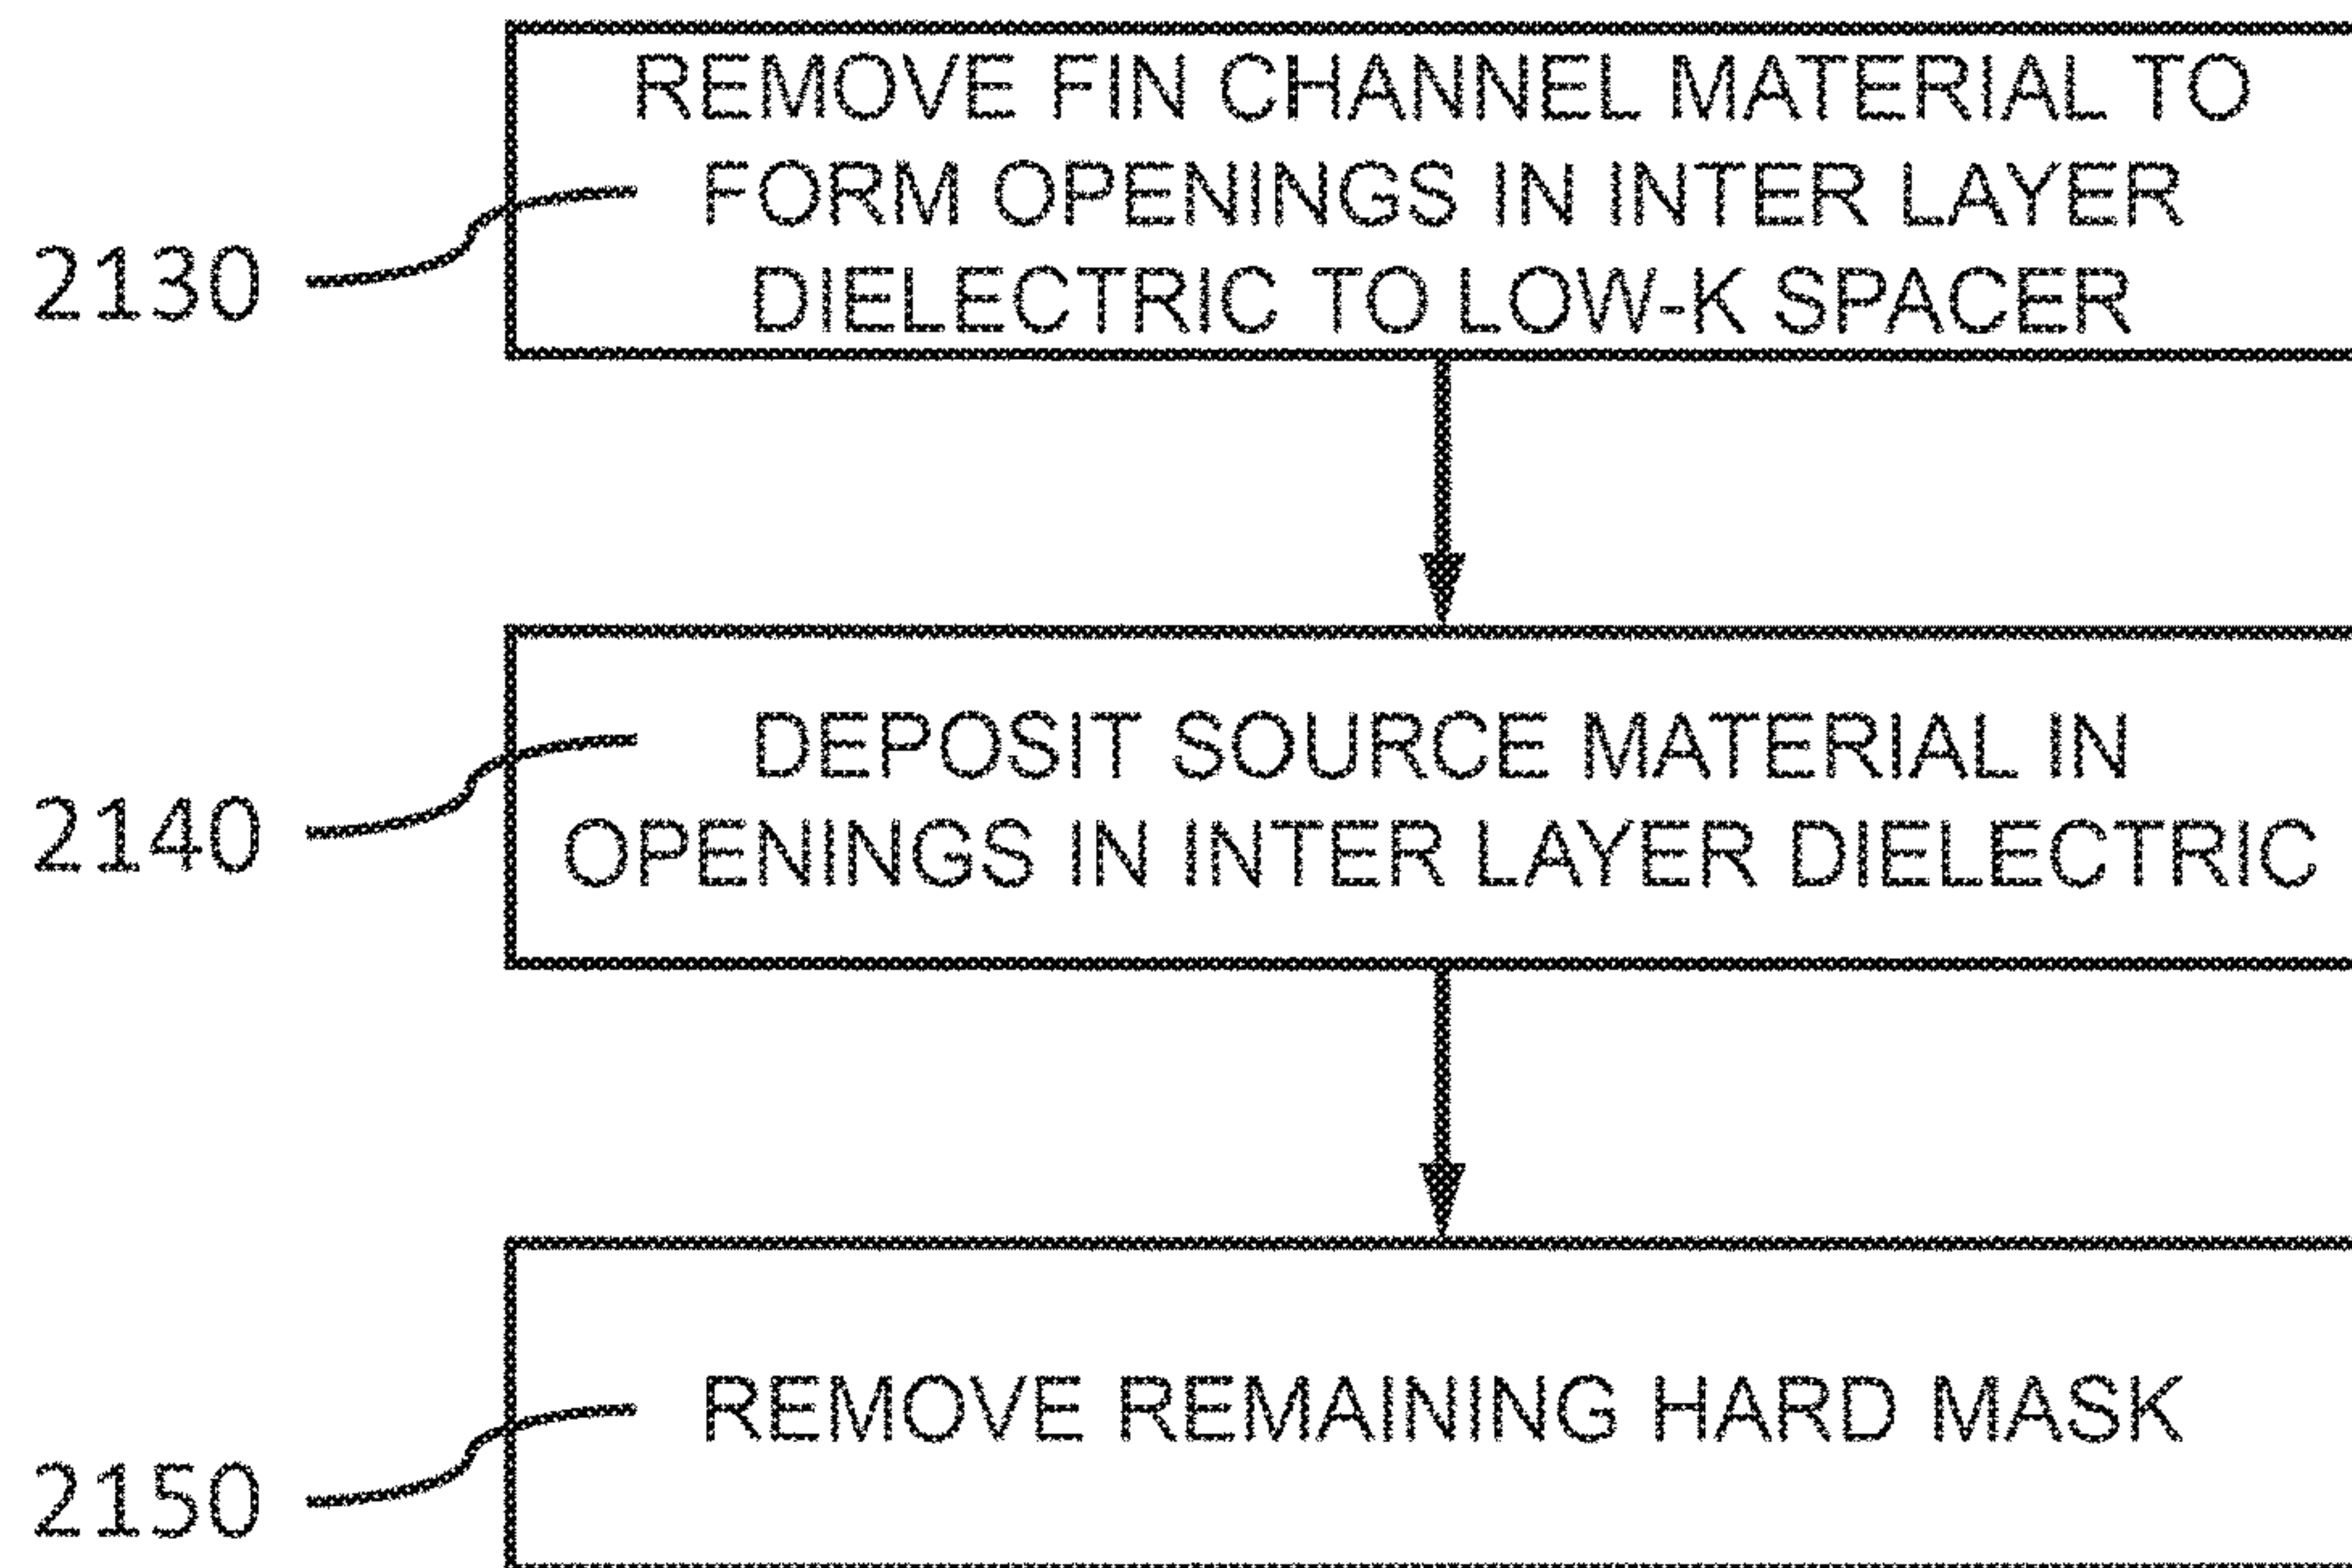 REMOVE FIN CHANNEL MATERIAL TO
FORM OPENINGS IN INTER LAYER
DIELECTRIC TO LOW-K SPACER
2130
DEPOSIT SOURCE MATERIAL IN
OPENINGS IN INTER LAYER DIELECTRIC
2140
REMOVE REMAINING HARD MASK
2150